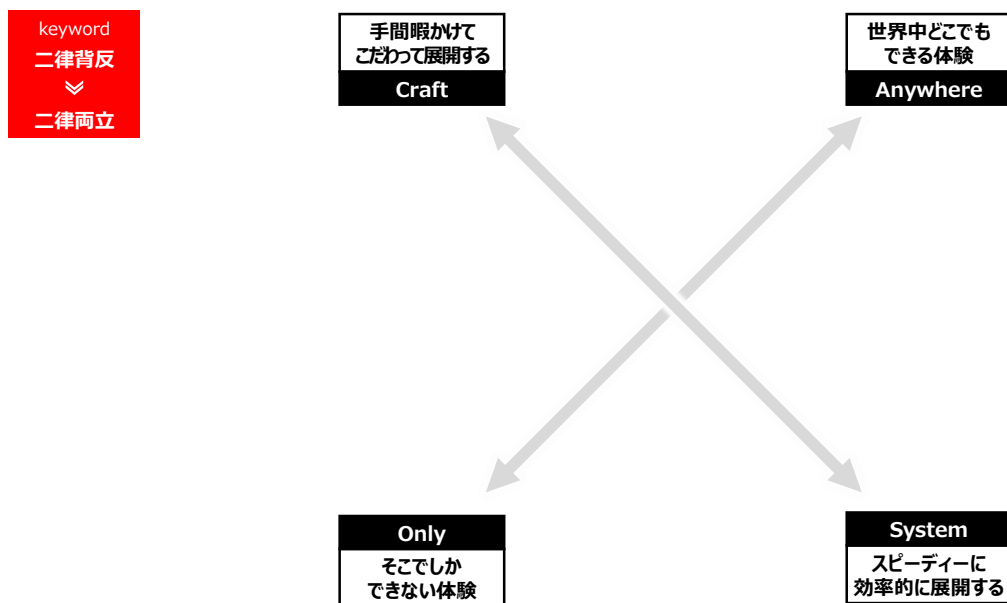 keyword
二律背反
二律両立
手間暇かけて
こだわって展開する
Craft
世界中どこでも
できる体験
Anywhere
Only
そこでしか
できない体験
System
スピーディーに
効率的に展開する